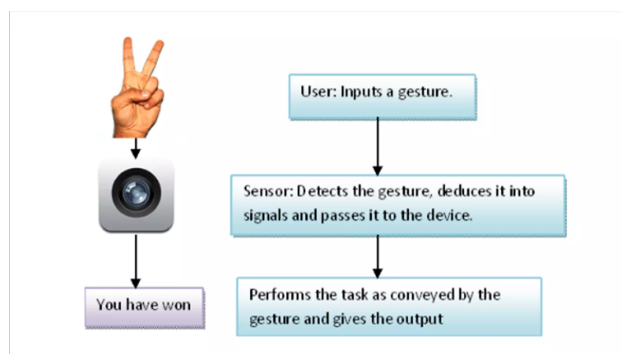 User: Inputs a gesture.
Sensor: Detects the gesture, deduces it into
signals and passes it to the device.
You have won
Performs the task as conveyed by the
gesture and gives the output